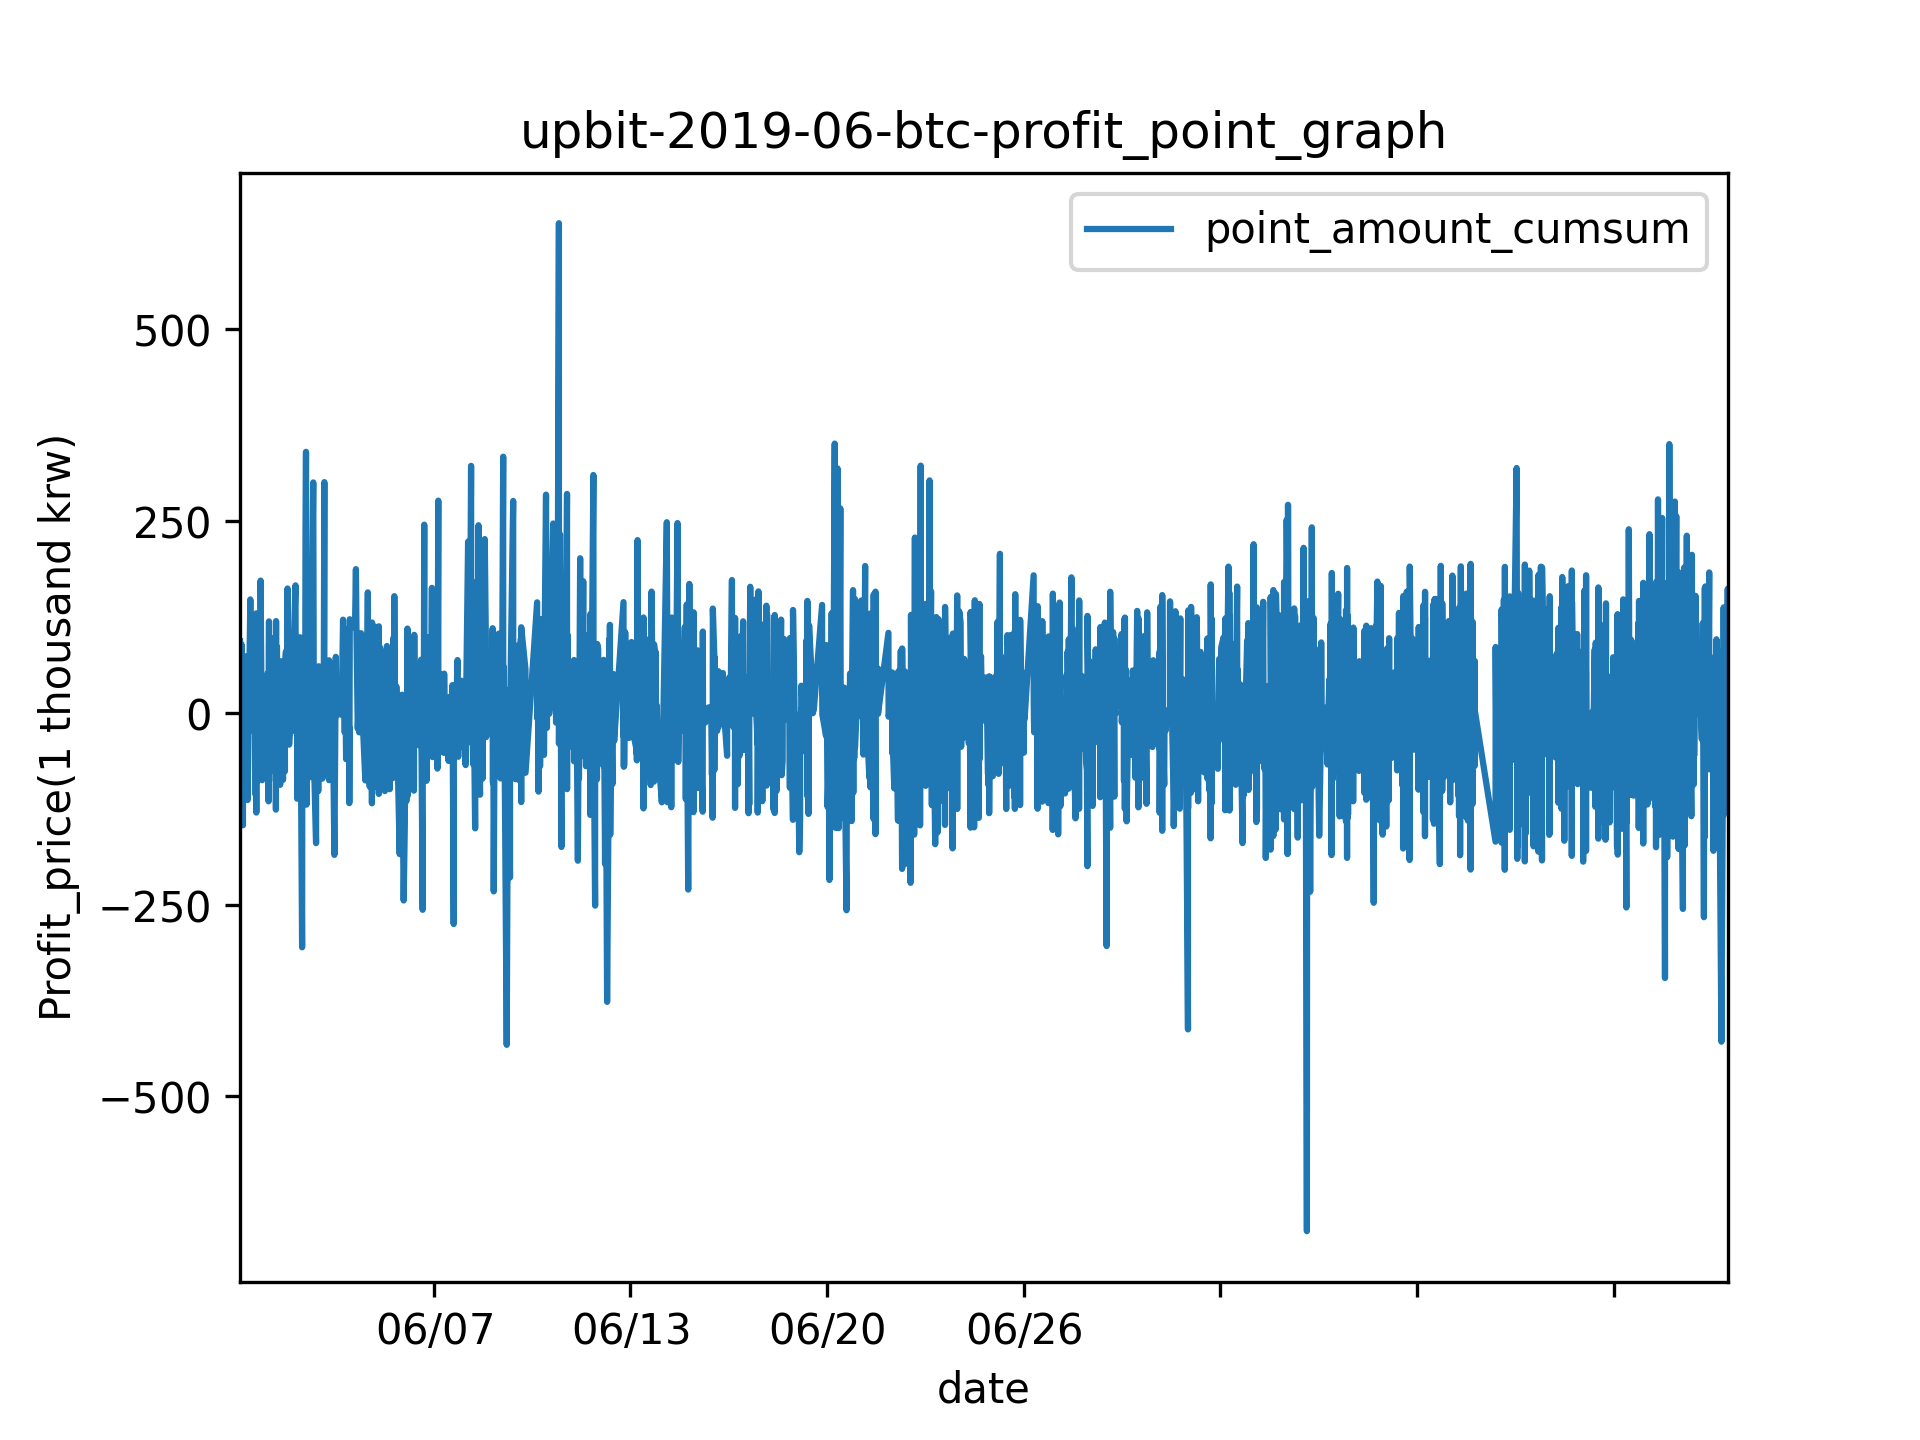 upbit-2019-06-btc-profit_point_graph
point_amount_cumsum
Profit_price(1 thousand krw)
500
250
0
−250
−500
06/07 06/13 06/20 06/26
date